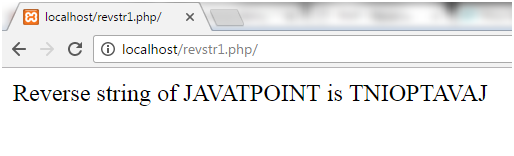 localhost/revstr1.php/
localhost/revstr1.php/
Reverse string of JAVATPOINT is TNIOPTAVAJ